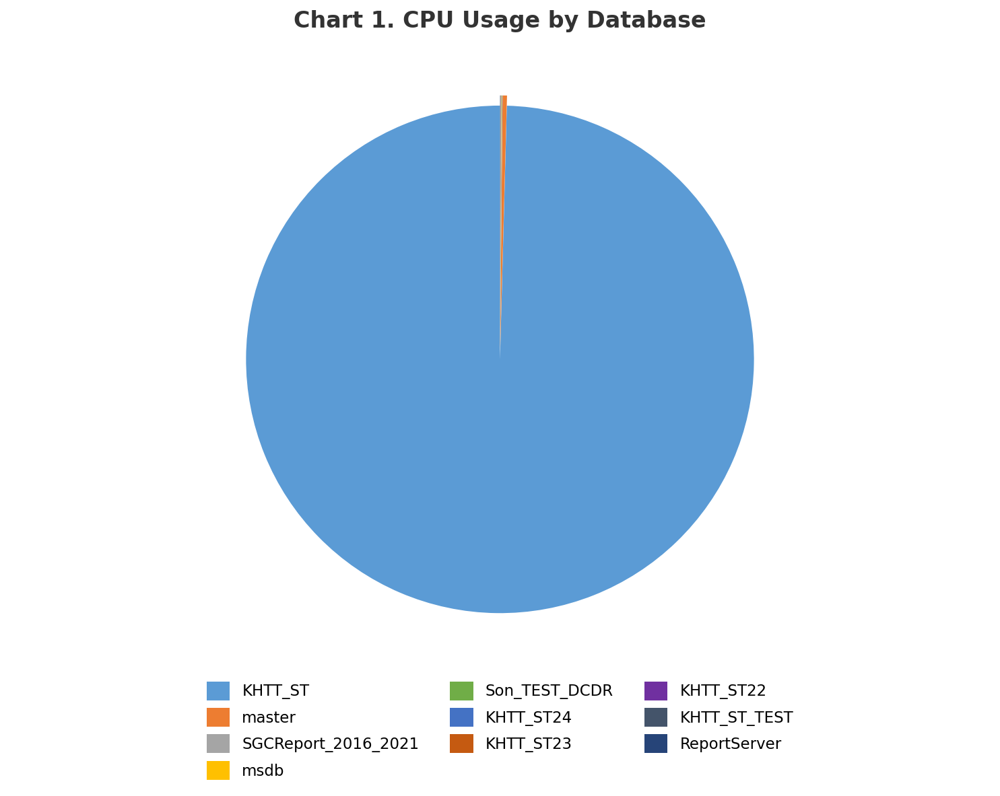 Chart 1. CPU Usage by Database
KHTT_ST
master
SGCReport_2016_2021
msdb
Son_TEST_DCDR
KHTT_ST24
KHTT_ST23
KHTT_ST22
KHTT_ST_TEST
ReportServer